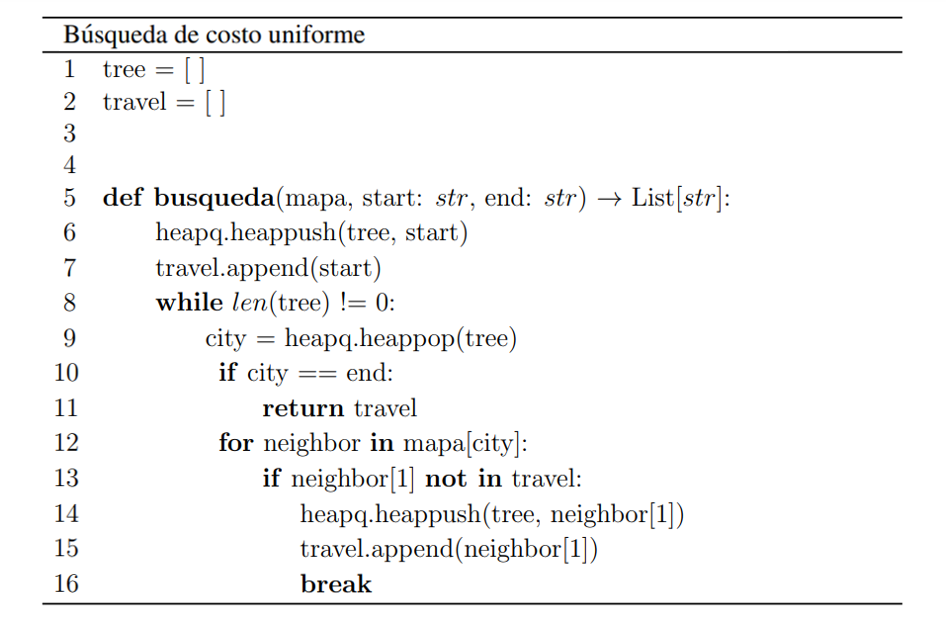 Búsqueda de costo uniforme
1 tree = [ ]
2 travel = [ ]
3
4
5 def busqueda(mapa, start: str, end: str) → List[str]:
6 heapq.heappush(tree, start)
7 travel.append(start)
8 while len(tree) != 0:
9 city = heapq.heappop(tree)
10 if city == end:
11 return travel
12 for neighbor in mapa[city]:
13 if neighbor[1] not in travel:
14 heapq.heappush(tree, neighbor[1])
15 travel.append(neighbor[1])
16 break